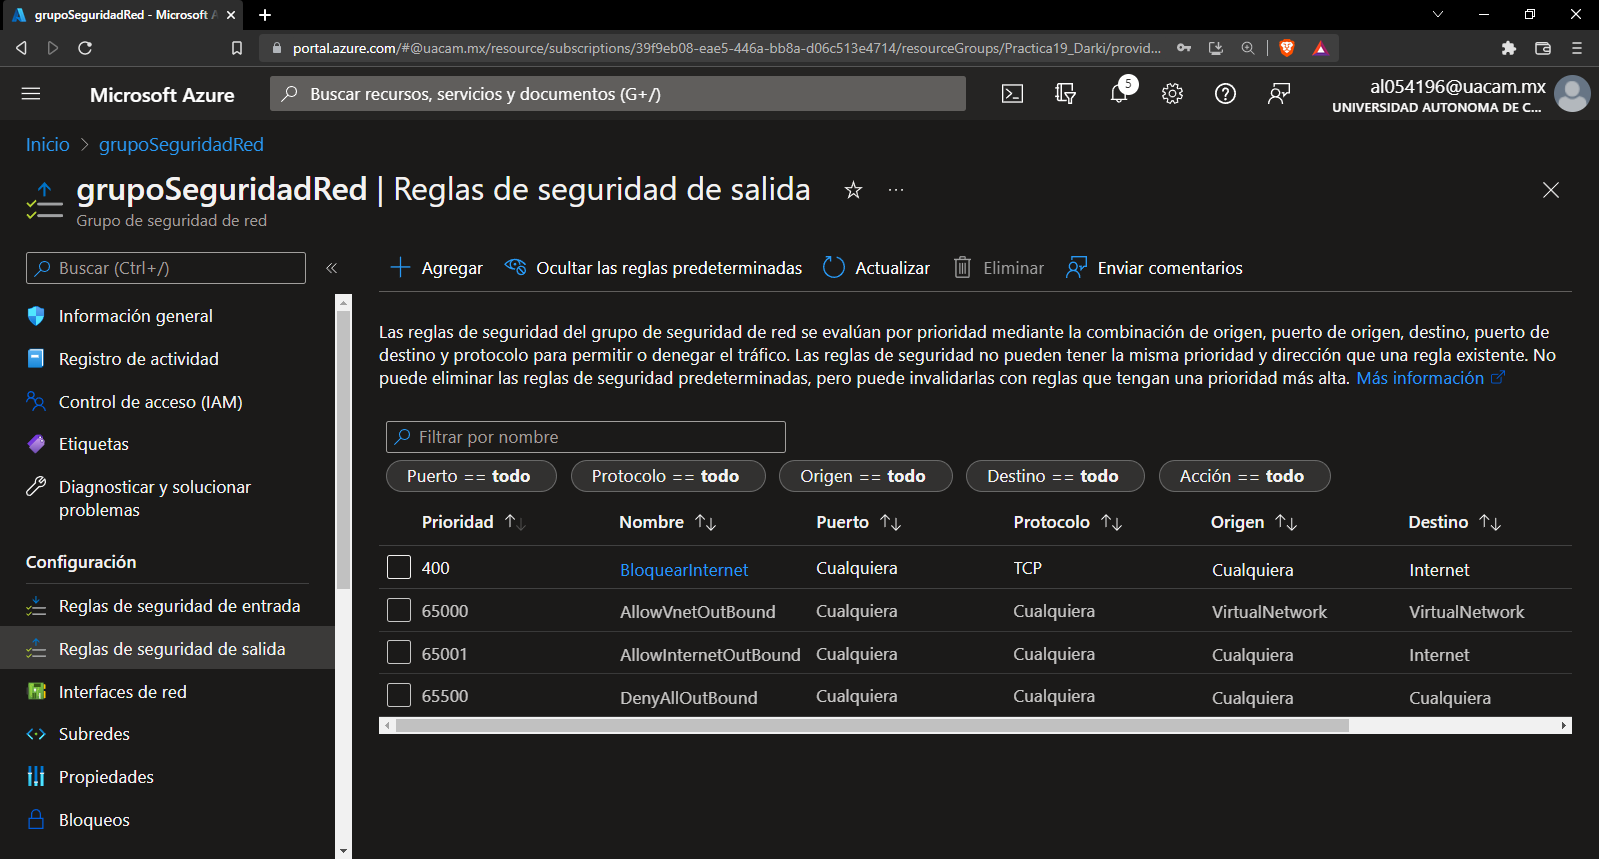 grupoSeguridadRed - Microsoft A
portal.azure.com/#@uacam.mx/resource/subscriptions/39f9eb08-eae5-446a-bb8a-d06c513e4714/resourceGroups/Practica19_Darki/provid...
Microsoft Azure
Buscar recursos, servicios y documentos (G+/)
5
al054196@uacam.mx
UNIVERSIDAD AUTONOMA DE C...
Inicio > grupoSeguridadRed
grupoSeguridadRed | Reglas de seguridad de salida
Grupo de seguridad de red
Buscar (Ctrl+/)
Información general
Registro de actividad
Control de acceso (IAM)
Etiquetas
Diagnosticar y solucionar
problemas
Configuración
Reglas de seguridad de entrada
Reglas de seguridad de salida
Interfaces de red
Subredes
Propiedades
Bloqueos
Agregar Ocultar las reglas predeterminadas Actualizar Eliminar Enviar comentarios
Las reglas de seguridad del grupo de seguridad de red se evalúan por prioridad mediante la combinación de origen, puerto de origen, destino, puerto de
destino y protocolo para permitir o denegar el tráfico. Las reglas de seguridad no pueden tener la misma prioridad y dirección que una regla existente. No
puede eliminar las reglas de seguridad predeterminadas, pero puede invalidarlas con reglas que tengan una prioridad más alta. Más información
Filtrar por nombre
Puerto == todo Protocolo == todo Origen == todo Destino == todo Acción == todo
Prioridad Nombre Puerto Protocolo Origen Destino
400 BloquearInternet Cualquiera TCP Cualquiera Internet
65000 AllowVnetOutBound Cualquiera Cualquiera VirtualNetwork VirtualNetwork
65001 AllowInternetOutBound Cualquiera Cualquiera Cualquiera Internet
65500 DenyAllOutBound Cualquiera Cualquiera Cualquiera Cualquiera